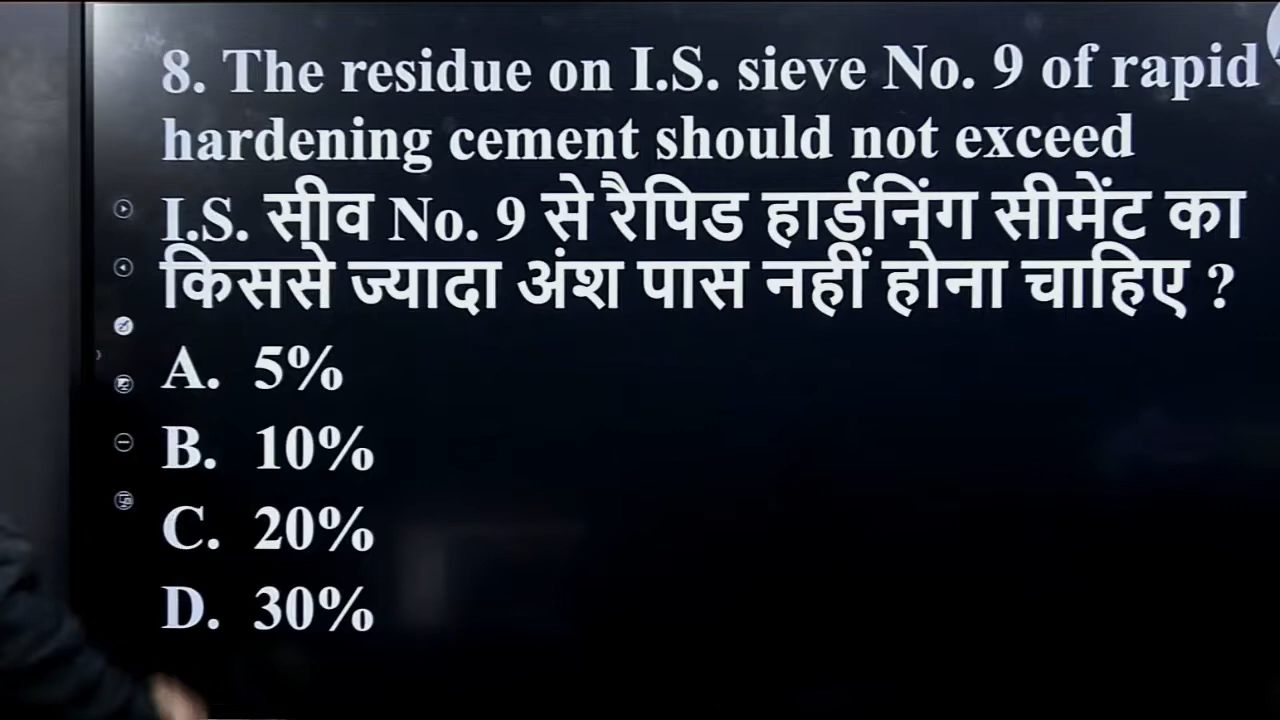 8. The residue on I.S. sieve No. 9 of rapid
hardening cement should not exceed
I.S. सीव No. 9 से रैपिड हार्डनिंग सीमेंट का
किससे ज्यादा अंश पास नहीं होना चाहिए ?
A. 5%
B. 10%
C. 20%
D. 30%